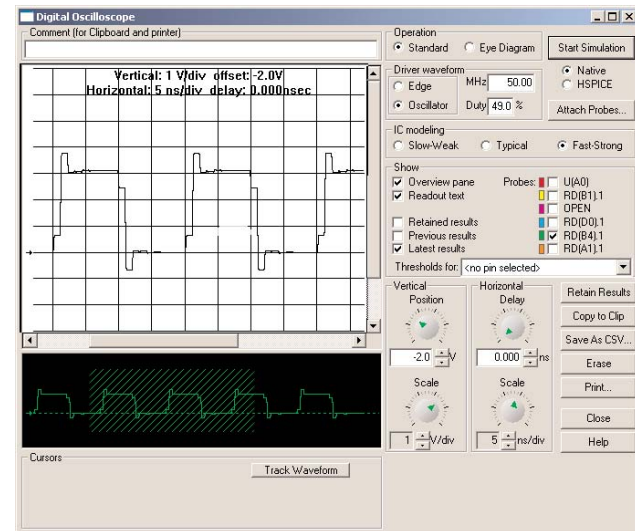 Digital Oscilloscope
Comment (for Clipboard and printer)
Vertical: 1 V/div offset: -2.0V
Horizontal: 5 ns/div delay: 0.000nsec
Operation
Standard Eye Diagram
Start Simulation
Driver waveform
Edge
Oscillator
MHz 50.00
Duty 49.0 %
Native
HSPICE
Attach Probes...
IC modeling
Slow-Weak Typical Fast-Strong
Show
Overview pane
Readout text
Retained results
Previous results
Latest results
Probes:
U(A0)
RD(B1).1
OPEN
RD(D0).1
RD(B4).1
RD(A1).1
Thresholds for: <no pin selected>
Vertical
Position
-2.0 V
Scale
1 V/div
Horizontal
Delay
0.000 ns
Scale
5 ns/div
Retain Results
Copy to Clip
Save As CSV...
Erase
Print...
Close
Help
Cursors
Track Waveform